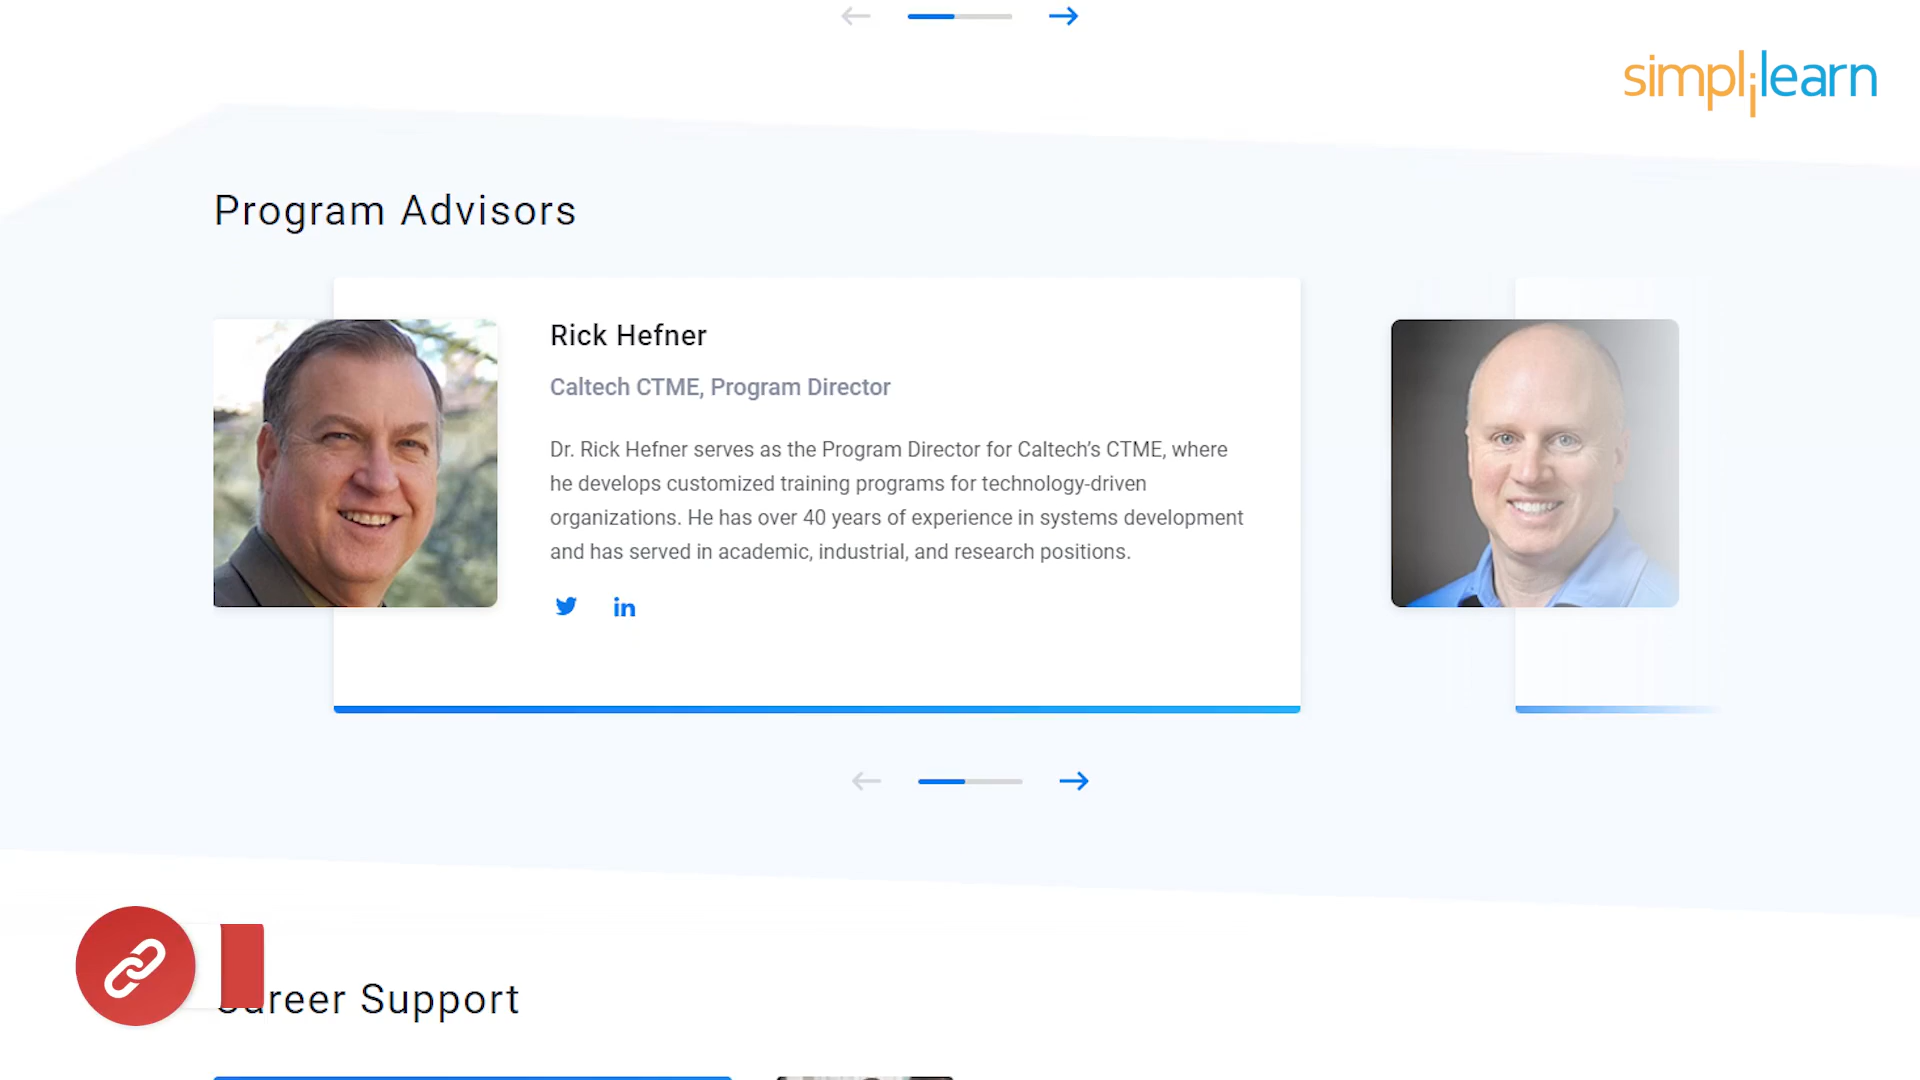 simplilearn
Program Advisors
Rick Hefner
Caltech CTME, Program Director
Dr. Rick Hefner serves as the Program Director for Caltech’s CTME, where
he develops customized training programs for technology-driven
organizations. He has over 40 years of experience in systems development
and has served in academic, industrial, and research positions.
in
Career Support